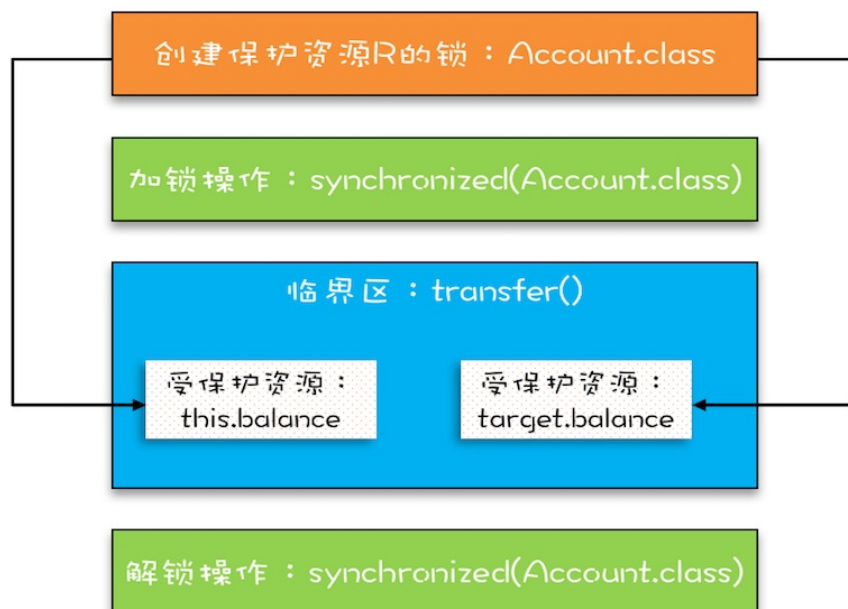 创建保护资源R的锁：Account.class
加锁操作：synchronized(Account.class)
临界区：transfer()
受保护资源：
this.balance
受保护资源：
target.balance
解锁操作：synchronized(Account.class)